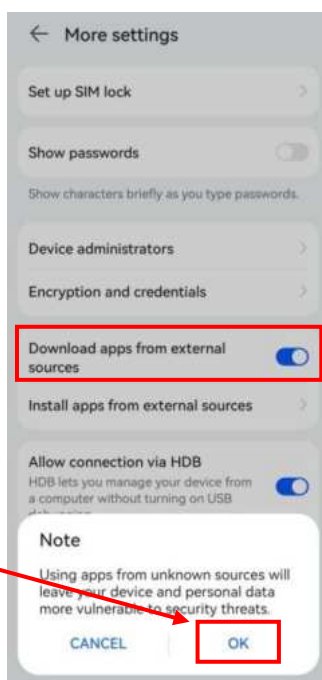 ← More settings
Set up SIM lock
Show passwords
Show characters briefly as you type passwords.
Device administrators
Encryption and credentials
Download apps from external
sources
Install apps from external sources
Allow connection via HDB
HDB lets you manage your device from
a computer without turning on USB
debugging
Note
Using apps from unknown sources will
leave your device and personal data
more vulnerable to security threats.
CANCEL
OK